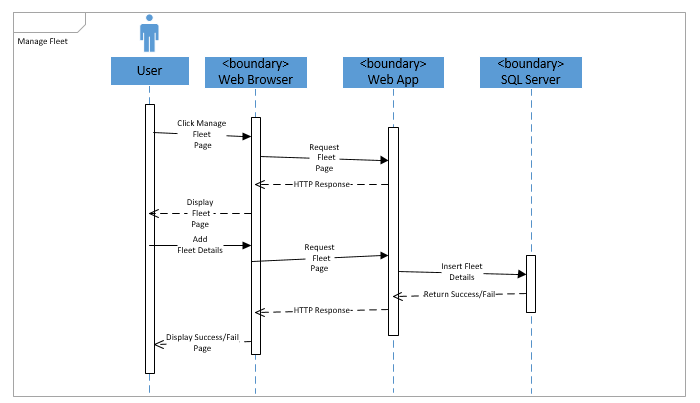 Manage Fleet
User
<boundary>
Web Browser
<boundary>
Web App
<boundary>
SQL Server
Click Manage
Fleet
Page
Request
Fleet
Page
HTTP Response
Display
Fleet
Page
Add
Fleet Details
Request
Fleet
Page
Insert Fleet
Details
Return Success/Fail
HTTP Response
Display Success/Fail
Page